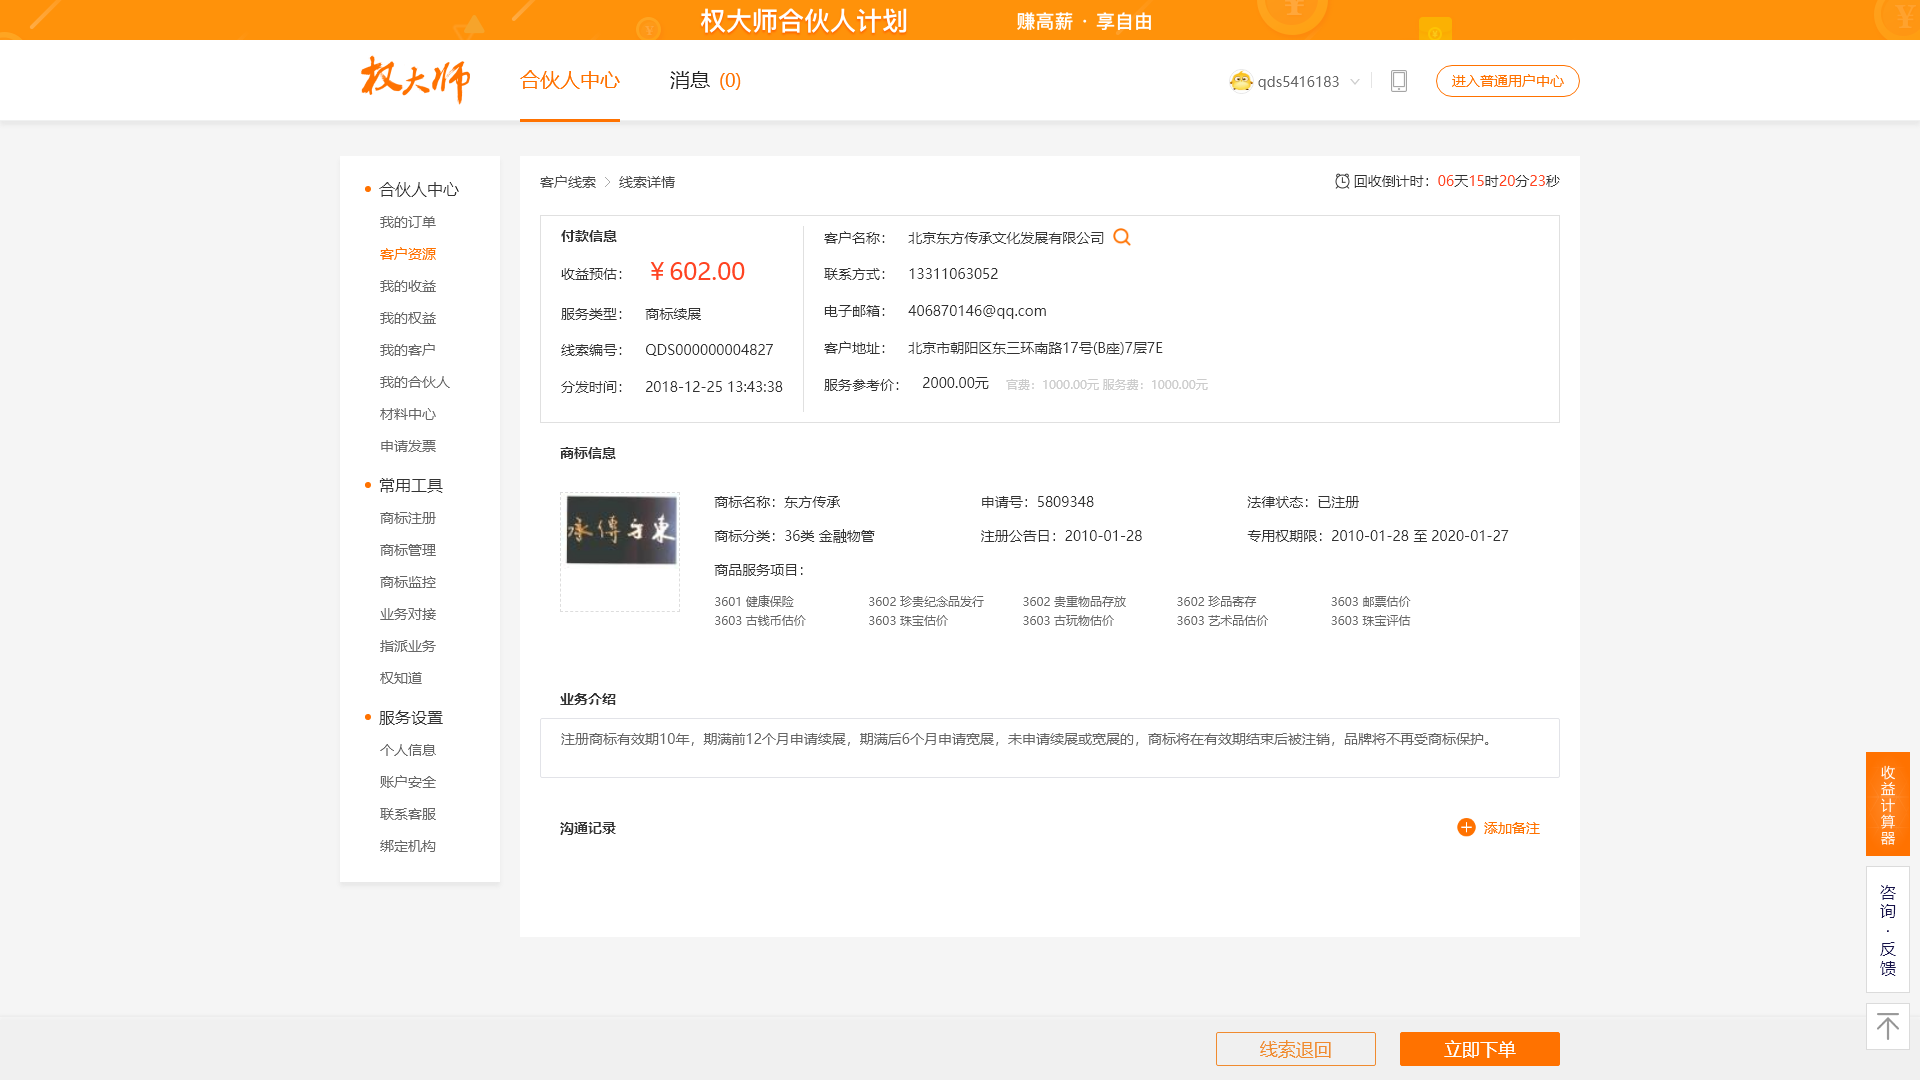 权大师合伙人计划 赚高薪 · 享自由
权大师 合伙人中心 消息 (0) qds5416183 进入普通用户中心
合伙人中心
我的订单
客户资源
我的收益
我的权益
我的客户
我的合伙人
材料中心
申请发票
常用工具
商标注册
商标管理
商标监控
业务对接
指派业务
权知道
服务设置
个人信息
账户安全
联系客服
绑定机构
客户线索 > 线索详情 回收倒计时：06天15时20分23秒
付款信息
收益预估： ￥602.00
服务类型： 商标续展
线索编号： QDS000000004827
分发时间： 2018-12-25 13:43:38
客户名称： 北京东方传承文化发展有限公司
联系方式： 13311063052
电子邮箱： 406870146@qq.com
客户地址： 北京市朝阳区东三环南路17号(B座)7层7E
服务参考价： 2000.00元 官费：1000.00元 服务费：1000.00元
商标信息
承傳方東
商标名称：东方传承 申请号：5809348 法律状态：已注册
商标分类：36类 金融物管 注册公告日：2010-01-28 专用权期限：2010-01-28 至 2020-01-27
商品服务项目：
3601 健康保险 3602 珍贵纪念品发行 3602 贵重物品存放 3602 珍品寄存 3603 邮票估价
3603 古钱币估价 3603 珠宝估价 3603 古玩物估价 3603 艺术品估价 3603 珠宝评估
业务介绍
注册商标有效期10年，期满前12个月申请续展，期满后6个月申请宽展，未申请续展或宽展的，商标将在有效期结束后被注销，品牌将不再受商标保护。
沟通记录 添加备注
收益计算器
咨询·反馈
线索退回 立即下单